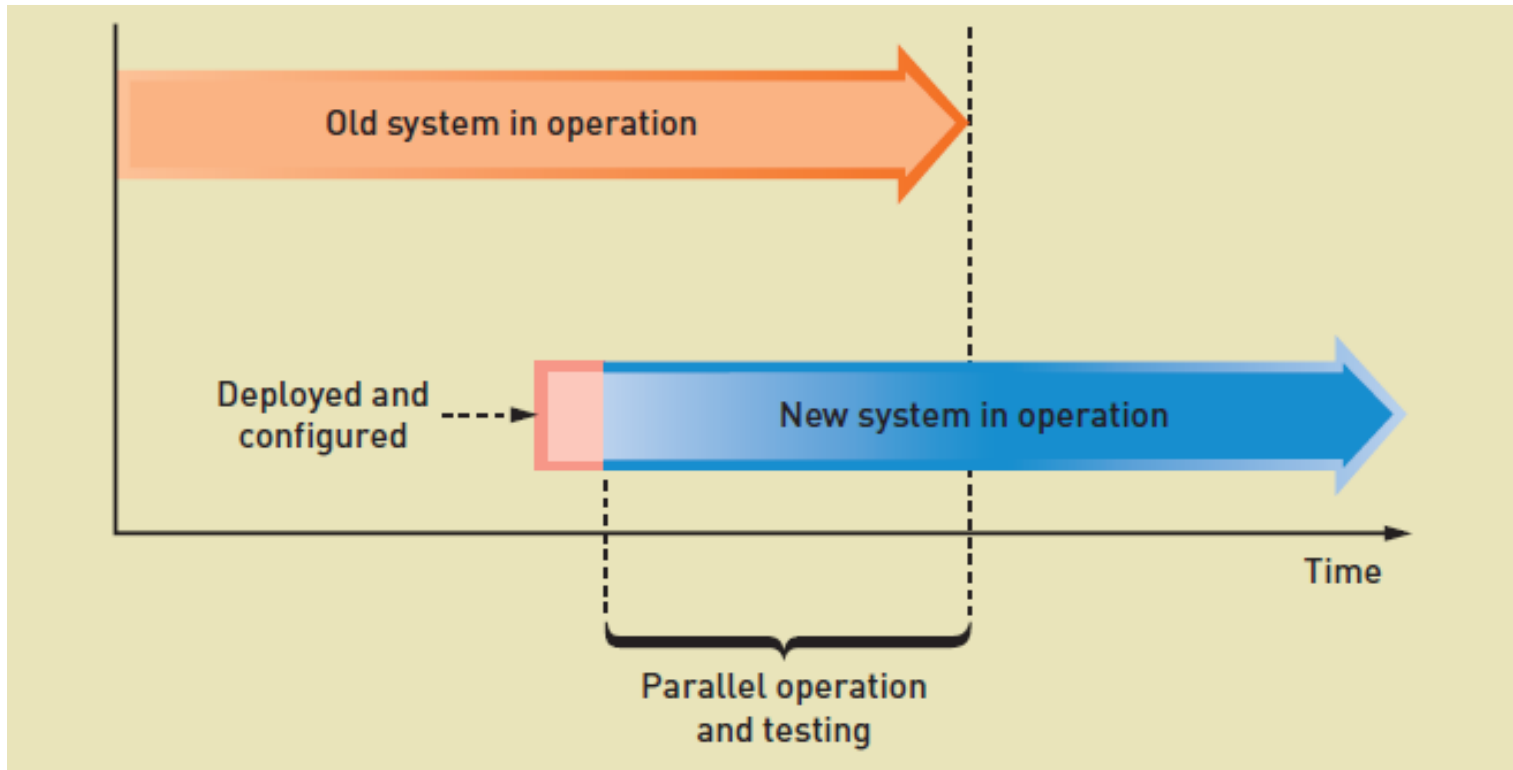 Old system in operation
Deployed and
configured
New system in operation
Time
Parallel operation
and testing